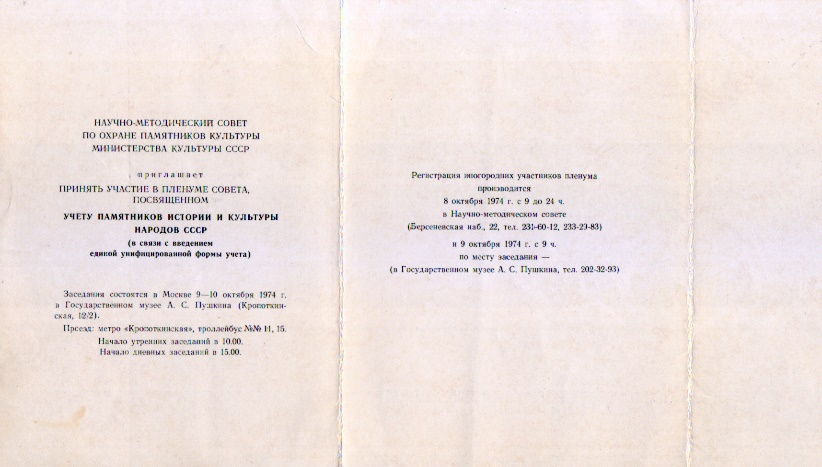 НАУЧНО-МЕТОДИЧЕСКИЙ СОВЕТ
ПО ОХРАНЕ ПАМЯТНИКОВ КУЛЬТУРЫ
МИНИСТЕРСТВА КУЛЬТУРЫ СССР
приглашает
ПРИНЯТЬ УЧАСТИЕ В ПЛЕНУМЕ СОВЕТА,
ПОСВЯЩЕННОМ
УЧЕТУ ПАМЯТНИКОВ ИСТОРИИ И КУЛЬТУРЫ
НАРОДОВ СССР
(в связи с введением
единой унифицированной формы учета)
Заседания состоятся в Москве 9—10 октября 1974 г.
в Государственном музее А. С. Пушкина (Кропоткин-
ская, 12/2).
Проезд: метро «Кропоткинская», троллейбус №№ 11, 15.
Начало утренних заседаний в 10.00.
Начало дневных заседаний в 15.00.
Регистрация иногородних участников пленума
производится
8 октября 1974 г. с 9 до 24 ч.
в Научно-методическом совете
(Берсеневская наб., 22, тел. 231-60-12, 233-29-83)
и 9 октября 1974 г. с 9 ч.
по месту заседания —
(в Государственном музее А. С. Пушкина, тел. 202-32-93)